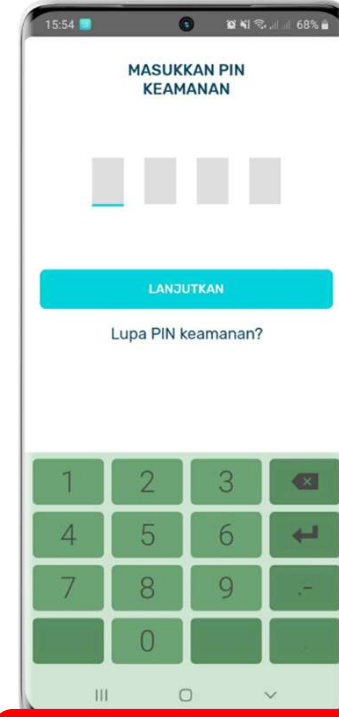 15:54 68%
MASUKKAN PIN
KEAMANAN
LANJUTKAN
Lupa PIN keamanan?
1 2 3
4 5 6
7 8 9 .-
0 .